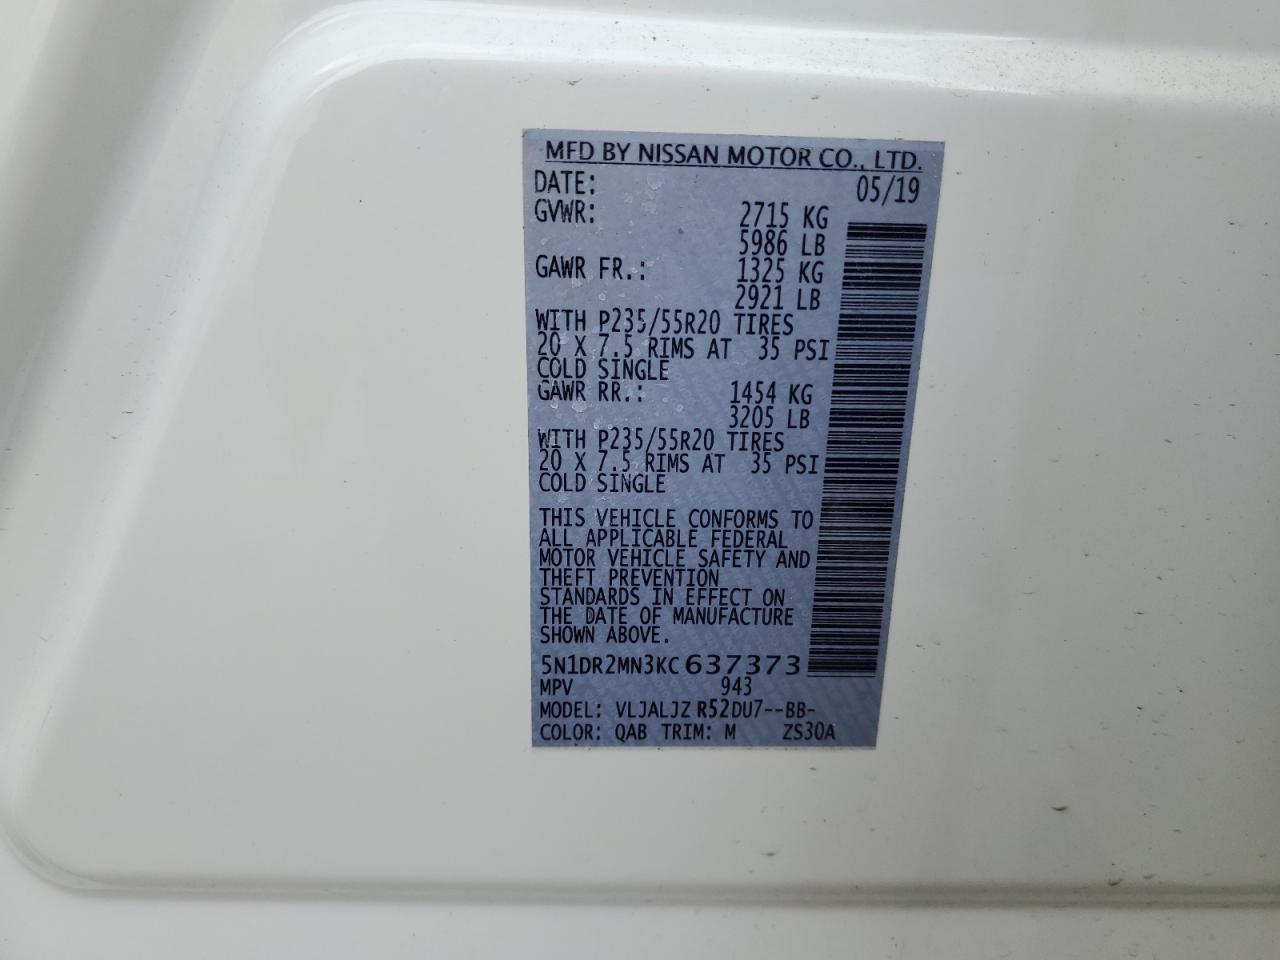 MFD BY NISSAN MOTOR CO., LTD.
DATE: 05/19
GVWR: 2715 KG
5986 LB
GAWR FR.: 1325 KG
2921 LB
WITH P235/55R20 TIRES
20 X 7.5 RIMS AT 35 PSI
COLD SINGLE
GAWR RR.: 1454 KG
3205 LB
WITH P235/55R20 TIRES
20 X 7.5 RIMS AT 35 PSI
COLD SINGLE
THIS VEHICLE CONFORMS TO
ALL APPLICABLE FEDERAL
MOTOR VEHICLE SAFETY AND
THEFT PREVENTION
STANDARDS IN EFFECT ON
THE DATE OF MANUFACTURE
SHOWN ABOVE.
5N1DR2MN3KC637373
MPV 943
MODEL: VLJALJZ R52DU7--BB-
COLOR: QAB TRIM: M ZS30A